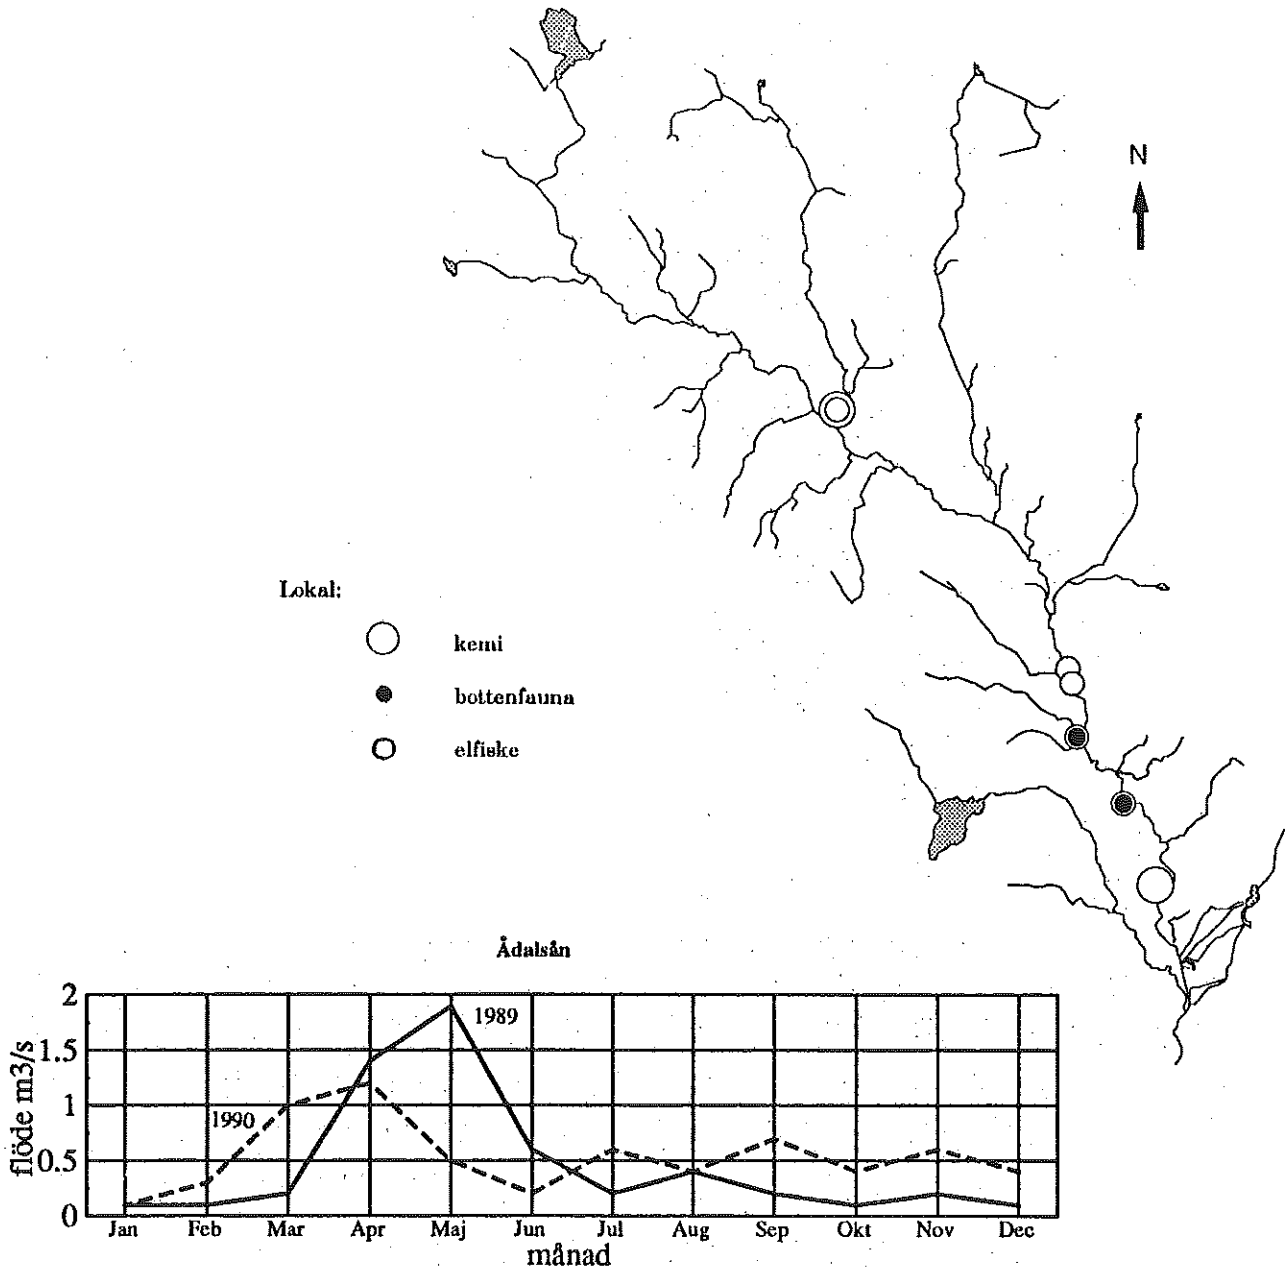 N
Lokal:
kemi
bottenfauna
elfiske
Ådalsån
2
1.5
1
0.5
0
flöde m3/s
1989
1990
Jan Feb Mar Apr Maj Jun Jul Aug Sep Okt Nov Dec
månad